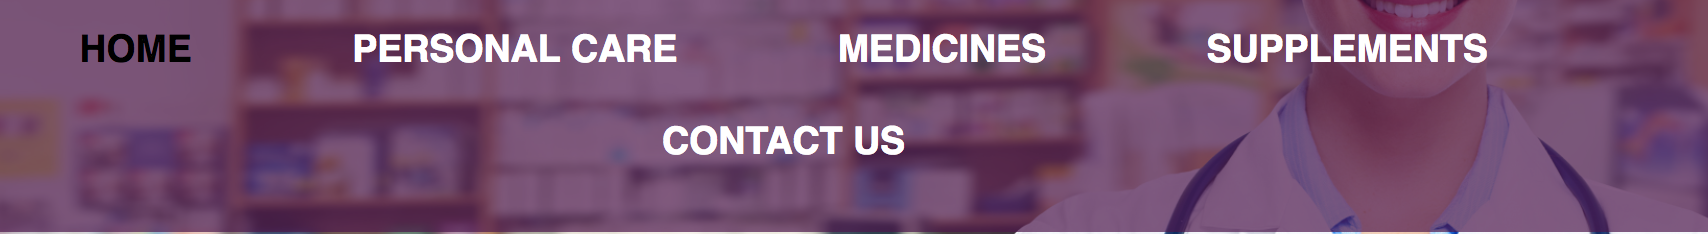 HOME PERSONAL CARE MEDICINES SUPPLEMENTS
CONTACT US